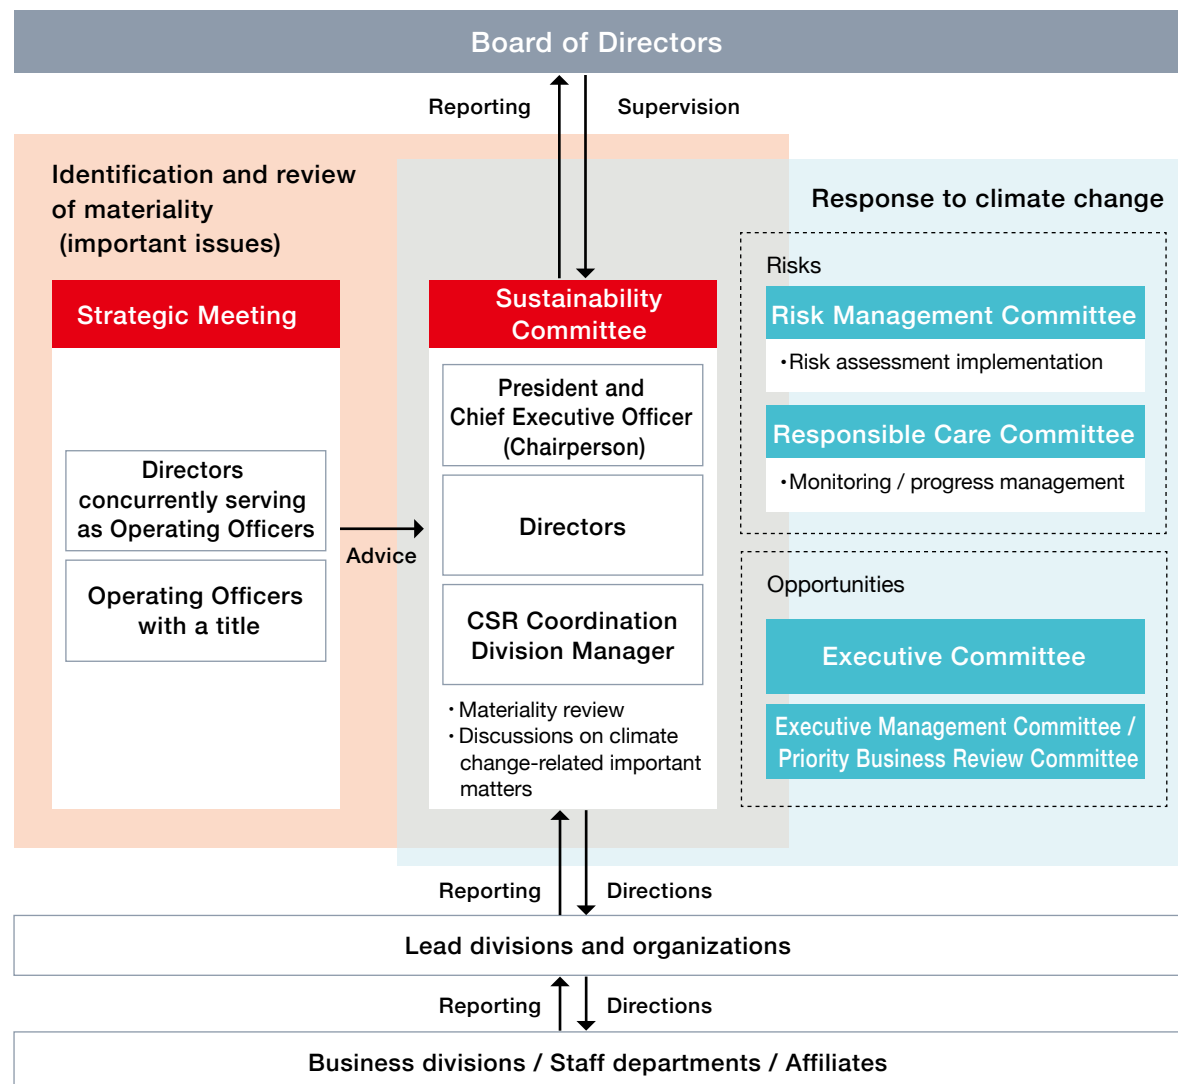 Board of Directors
Reporting
Supervision
Identification and review
of materiality
(important issues)
Response to climate change
Strategic Meeting
Directors
concurrently serving
as Operating Officers
Operating Officers
with a title
Advice
Sustainability
Committee
President and
Chief Executive Officer
(Chairperson)
Directors
CSR Coordination
Division Manager
・Materiality review
・Discussions on climate
change-related important
matters
Risks
Risk Management Committee
・Risk assessment implementation
Responsible Care Committee
・Monitoring / progress management
Opportunities
Executive Committee
Executive Management Committee /
Priority Business Review Committee
Reporting
Directions
Lead divisions and organizations
Reporting
Directions
Business divisions / Staff departments / Affiliates